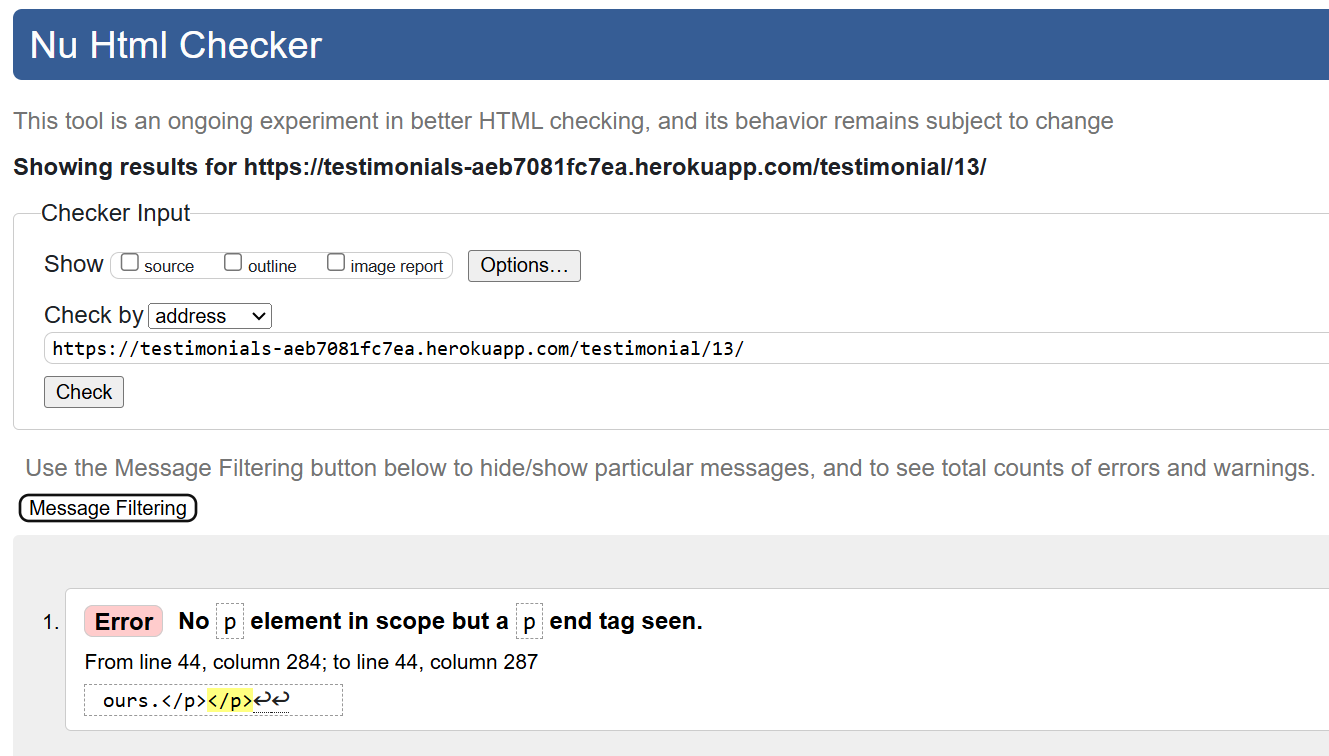 Nu Html Checker
This tool is an ongoing experiment in better HTML checking, and its behavior remains subject to change
Showing results for https://testimonials-aeb7081fc7ea.herokuapp.com/testimonial/13/
Checker Input
Show source outline image report Options...
Check by address
https://testimonials-aeb7081fc7ea.herokuapp.com/testimonial/13/
Check
Use the Message Filtering button below to hide/show particular messages, and to see total counts of errors and warnings.
Message Filtering
1. Error No p element in scope but a p end tag seen.
From line 44, column 284; to line 44, column 287
ours.</p></p>↩↩